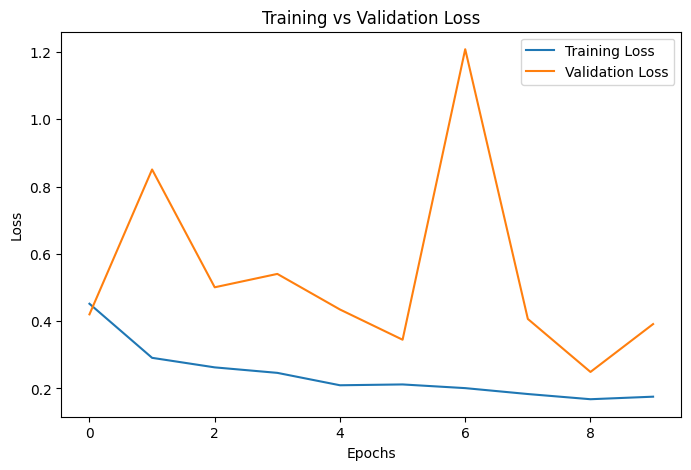 Training vs Validation Loss
Training Loss
Validation Loss
1.2
1.0
0.8
0.6
0.4
0.2
Loss
0 2 4 6 8
Epochs